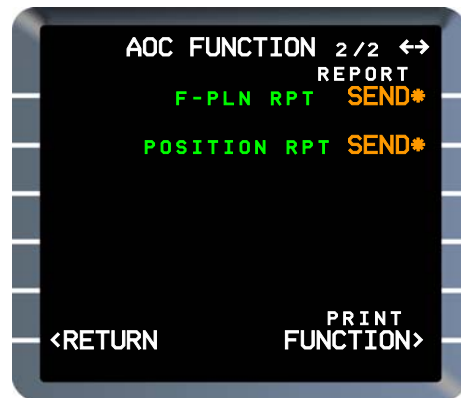 AOC FUNCTION 2/2 ↔
REPORT
F-PLN RPT SEND*
POSITION RPT SEND*
PRINT
<RETURN FUNCTION>